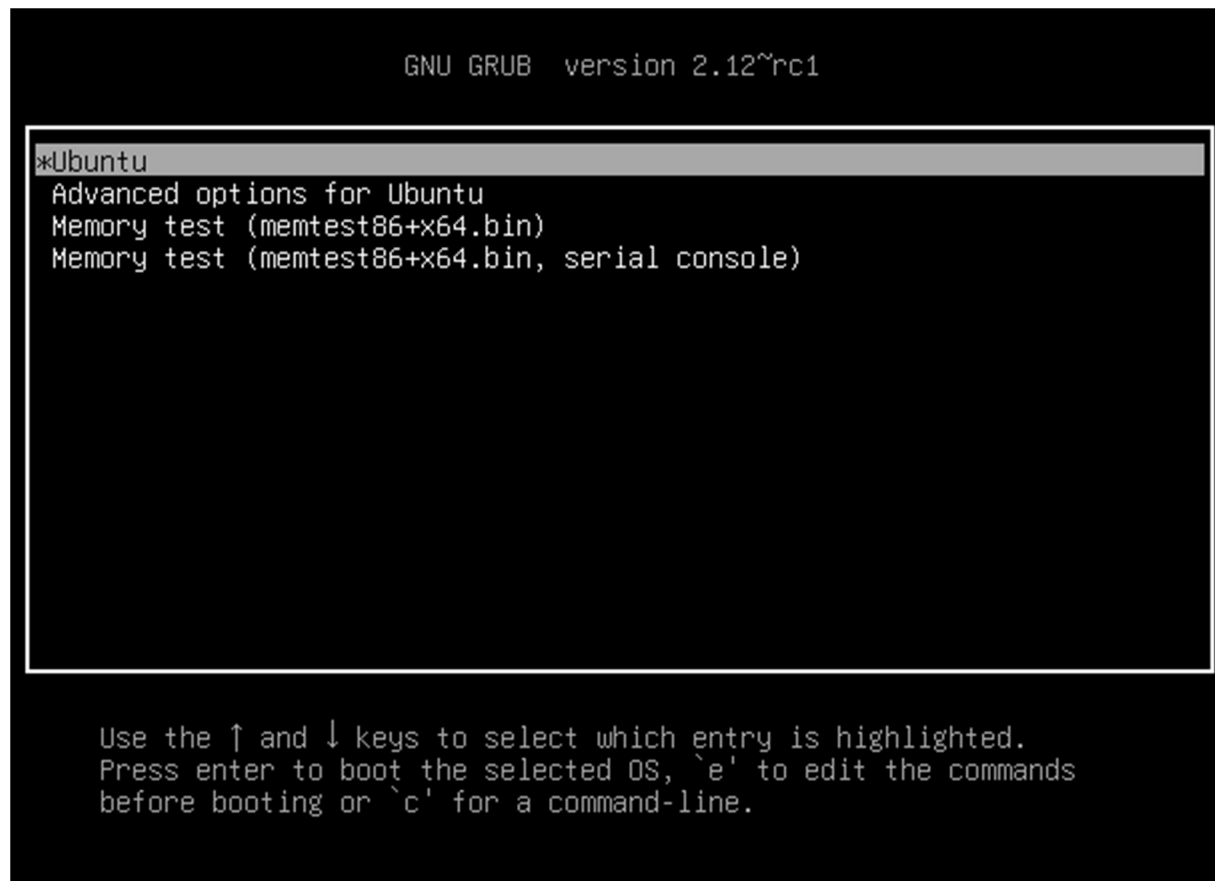 GNU GRUB  version 2.12~rc1
*Ubuntu
Advanced options for Ubuntu
Memory test (memtest86+x64.bin)
Memory test (memtest86+x64.bin, serial console)
Use the ↑ and ↓ keys to select which entry is highlighted.
Press enter to boot the selected OS, `e' to edit the commands
before booting or `c' for a command-line.